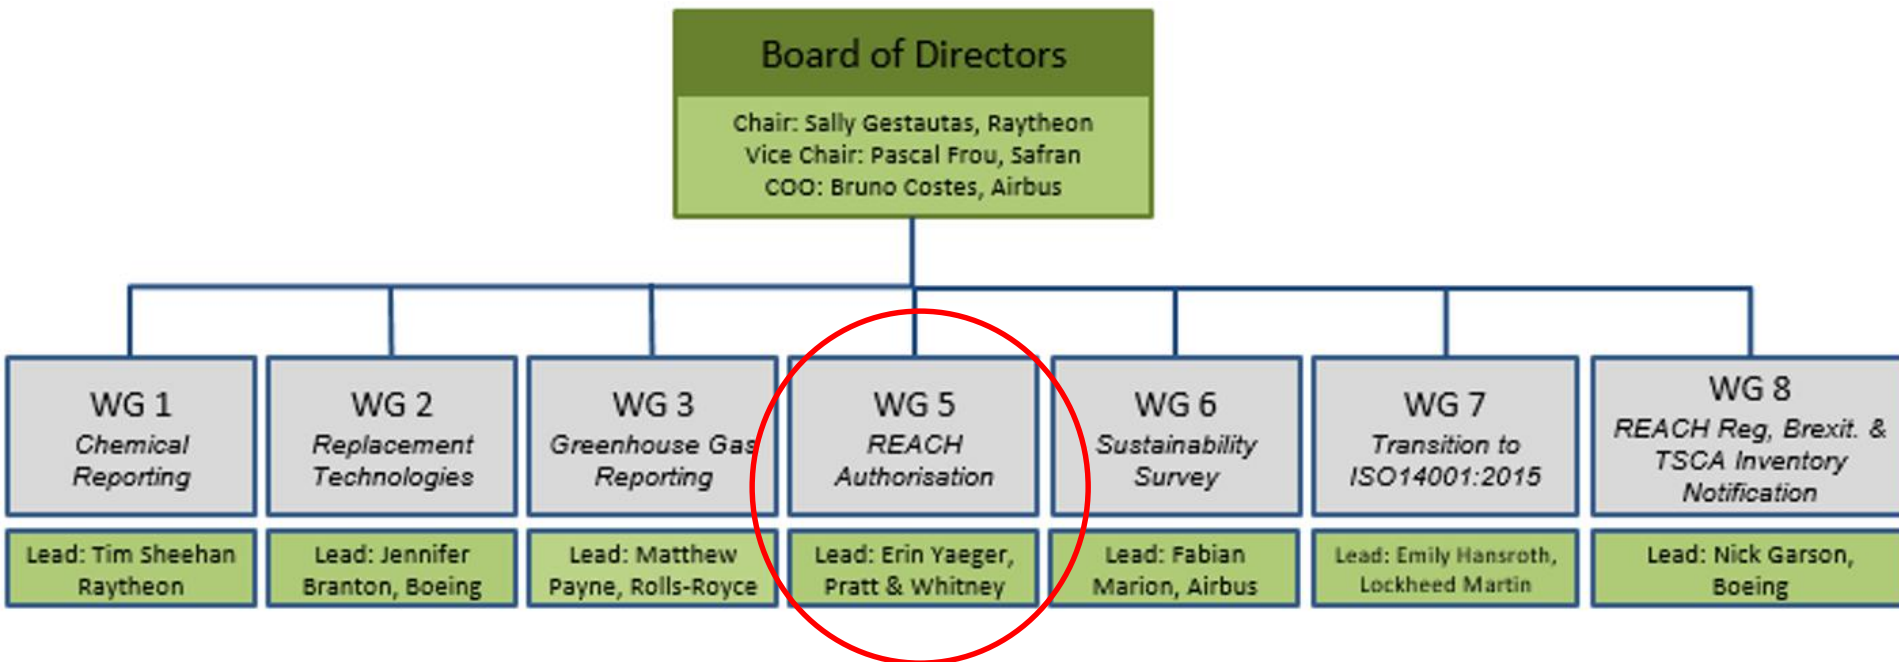 Board of Directors
Chair: Sally Gestautas, Raytheon
Vice Chair: Pascal Frou, Safran
COO: Bruno Costes, Airbus
WG 1
Chemical
Reporting
Lead: Tim Sheehan
Raytheon
WG 2
Replacement
Technologies
Lead: Jennifer
Branton, Boeing
WG 3
Greenhouse Gas
Reporting
Lead: Matthew
Payne, Rolls-Royce
WG 5
REACH
Authorisation
Lead: Erin Yaeger,
Pratt & Whitney
WG 6
Sustainability
Survey
Lead: Fabian
Marion, Airbus
WG 7
Transition to
ISO14001:2015
Lead: Emily Hansroth,
Lockheed Martin
WG 8
REACH Reg, Brexit. &
TSCA Inventory
Notification
Lead: Nick Garson,
Boeing